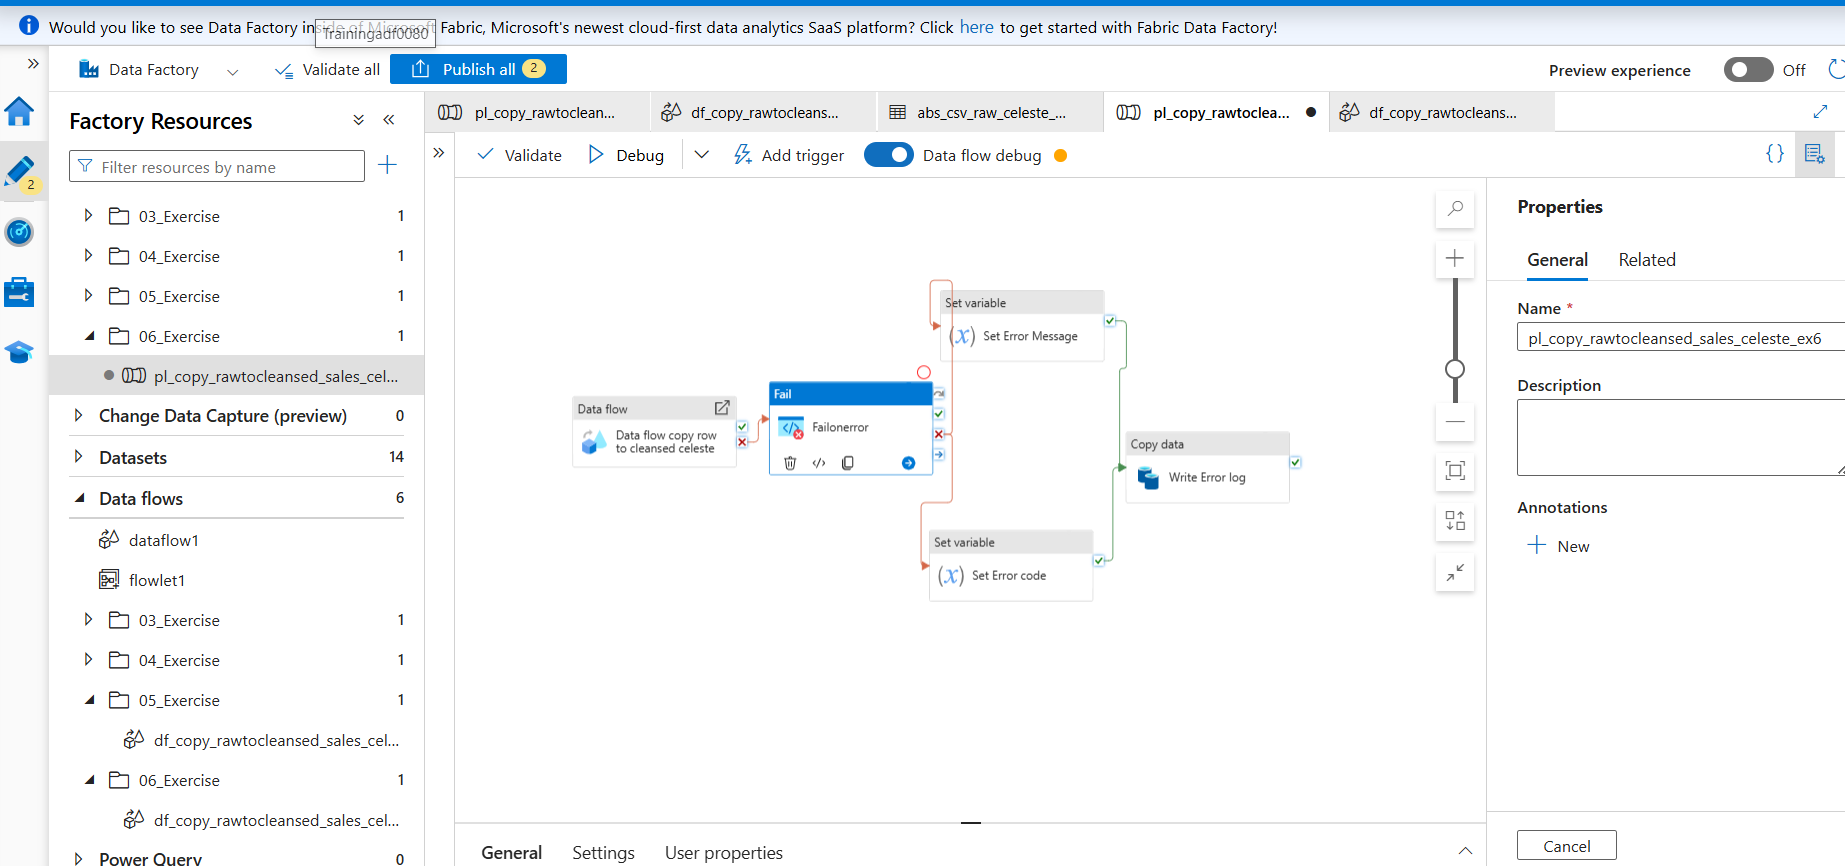 Would you like to see Data Factory inside of Microsoft Fabric, Microsoft's newest cloud-first data analytics SaaS platform? Click here to get started with Fabric Data Factory!
Trainingadf0080
Data Factory
Validate all
Publish all 2
Preview experience
Off
Factory Resources
pl_copy_rawtoclean...
df_copy_rawtocleans...
abs_csv_raw_celeste_...
pl_copy_rawtoclea...
df_copy_rawtocleans...
Filter resources by name
Validate
Debug
Add trigger
Data flow debug
{ }
2
03_Exercise 1
04_Exercise 1
05_Exercise 1
06_Exercise 1
pl_copy_rawtocleansed_sales_cel...
Change Data Capture (preview) 0
Datasets 14
Data flows 6
dataflow1
flowlet1
03_Exercise 1
04_Exercise 1
05_Exercise 1
df_copy_rawtocleansed_sales_cel...
06_Exercise 1
df_copy_rawtocleansed_sales_cel...
Power Query 0
Data flow
Data flow copy row
to cleansed celeste
Fail
Failonerror
Set variable
(x) Set Error Message
Set variable
(x) Set Error code
Copy data
Write Error log
General
Settings
User properties
Properties
General
Related
Name *
pl_copy_rawtocleansed_sales_celeste_ex6
Description
Annotations
New
Cancel